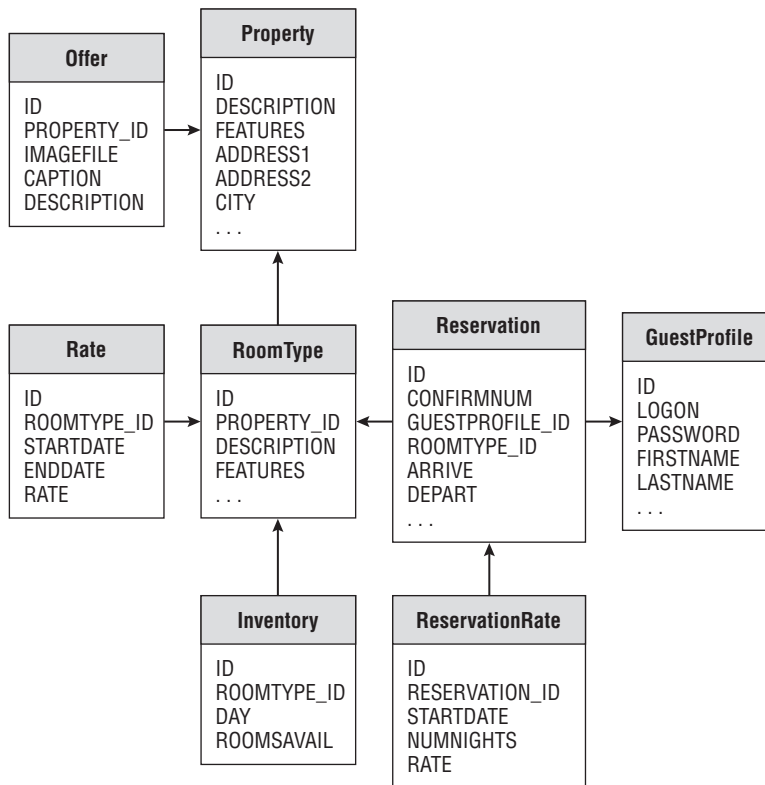 Offer
ID
PROPERTY_ID
IMAGEFILE
CAPTION
DESCRIPTION
Property
ID
DESCRIPTION
FEATURES
ADDRESS1
ADDRESS2
CITY
. . .
Rate
ID
ROOMTYPE_ID
STARTDATE
ENDDATE
RATE
RoomType
ID
PROPERTY_ID
DESCRIPTION
FEATURES
. . .
Reservation
ID
CONFIRMNUM
GUESTPROFILE_ID
ROOMTYPE_ID
ARRIVE
DEPART
. . .
GuestProfile
ID
LOGON
PASSWORD
FIRSTNAME
LASTNAME
. . .
Inventory
ID
ROOMTYPE_ID
DAY
ROOMSAVAIL
ReservationRate
ID
RESERVATION_ID
STARTDATE
NUMNIGHTS
RATE